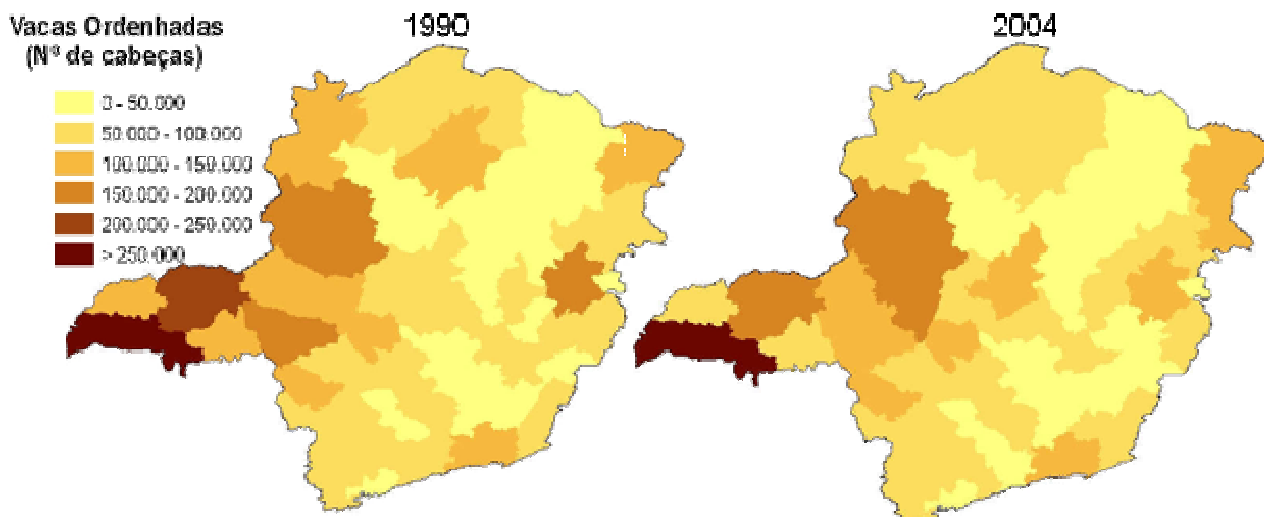 Vacas Ordenhadas
(Nº de cabeças)
0 - 50.000
50.000 - 100.000
100.000 - 150.000
150.000 - 200.000
200.000 - 250.000
> 250.000
1990
2004